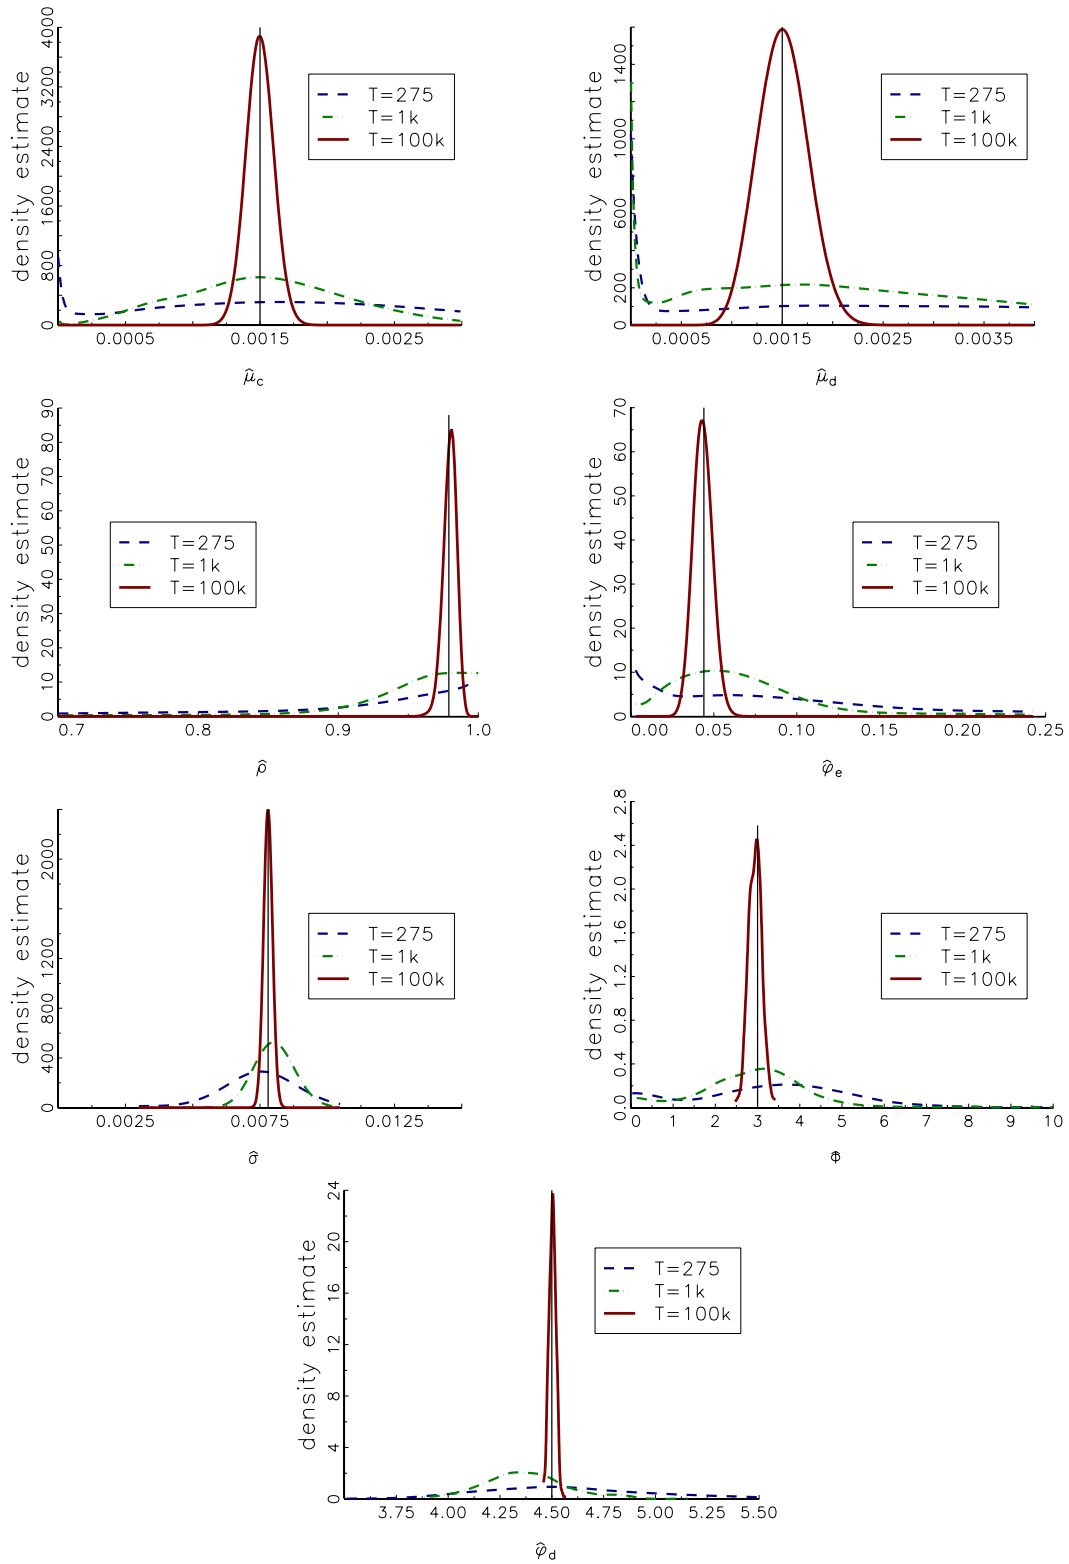 density estimate
4000
3200
2400
1600
800
0
T=275
T=1k
T=100k
0.0005
0.0015
0.0025
μ̂c
density estimate
1400
1000
600
200
0
T=275
T=1k
T=100k
0.0005
0.0015
0.0025
0.0035
μ̂d
density estimate
90
80
70
60
50
40
30
20
10
0
T=275
T=1k
T=100k
0.7
0.8
0.9
1.0
ρ̂
density estimate
70
60
50
40
30
20
10
0
T=275
T=1k
T=100k
0.00
0.05
0.10
0.15
0.20
0.25
φ̂e
density estimate
2000
1200
800
400
0
T=275
T=1k
T=100k
0.0025
0.0075
0.0125
σ̂
density estimate
2.8
2.4
2.0
1.6
1.2
0.8
0.4
0.0
T=275
T=1k
T=100k
0 1 2 3 4 5 6 7 8 9 10
Φ̂
density estimate
24
20
16
12
8
4
0
T=275
T=1k
T=100k
3.75
4.00
4.25
4.50
4.75
5.00
5.25
5.50
φ̂d